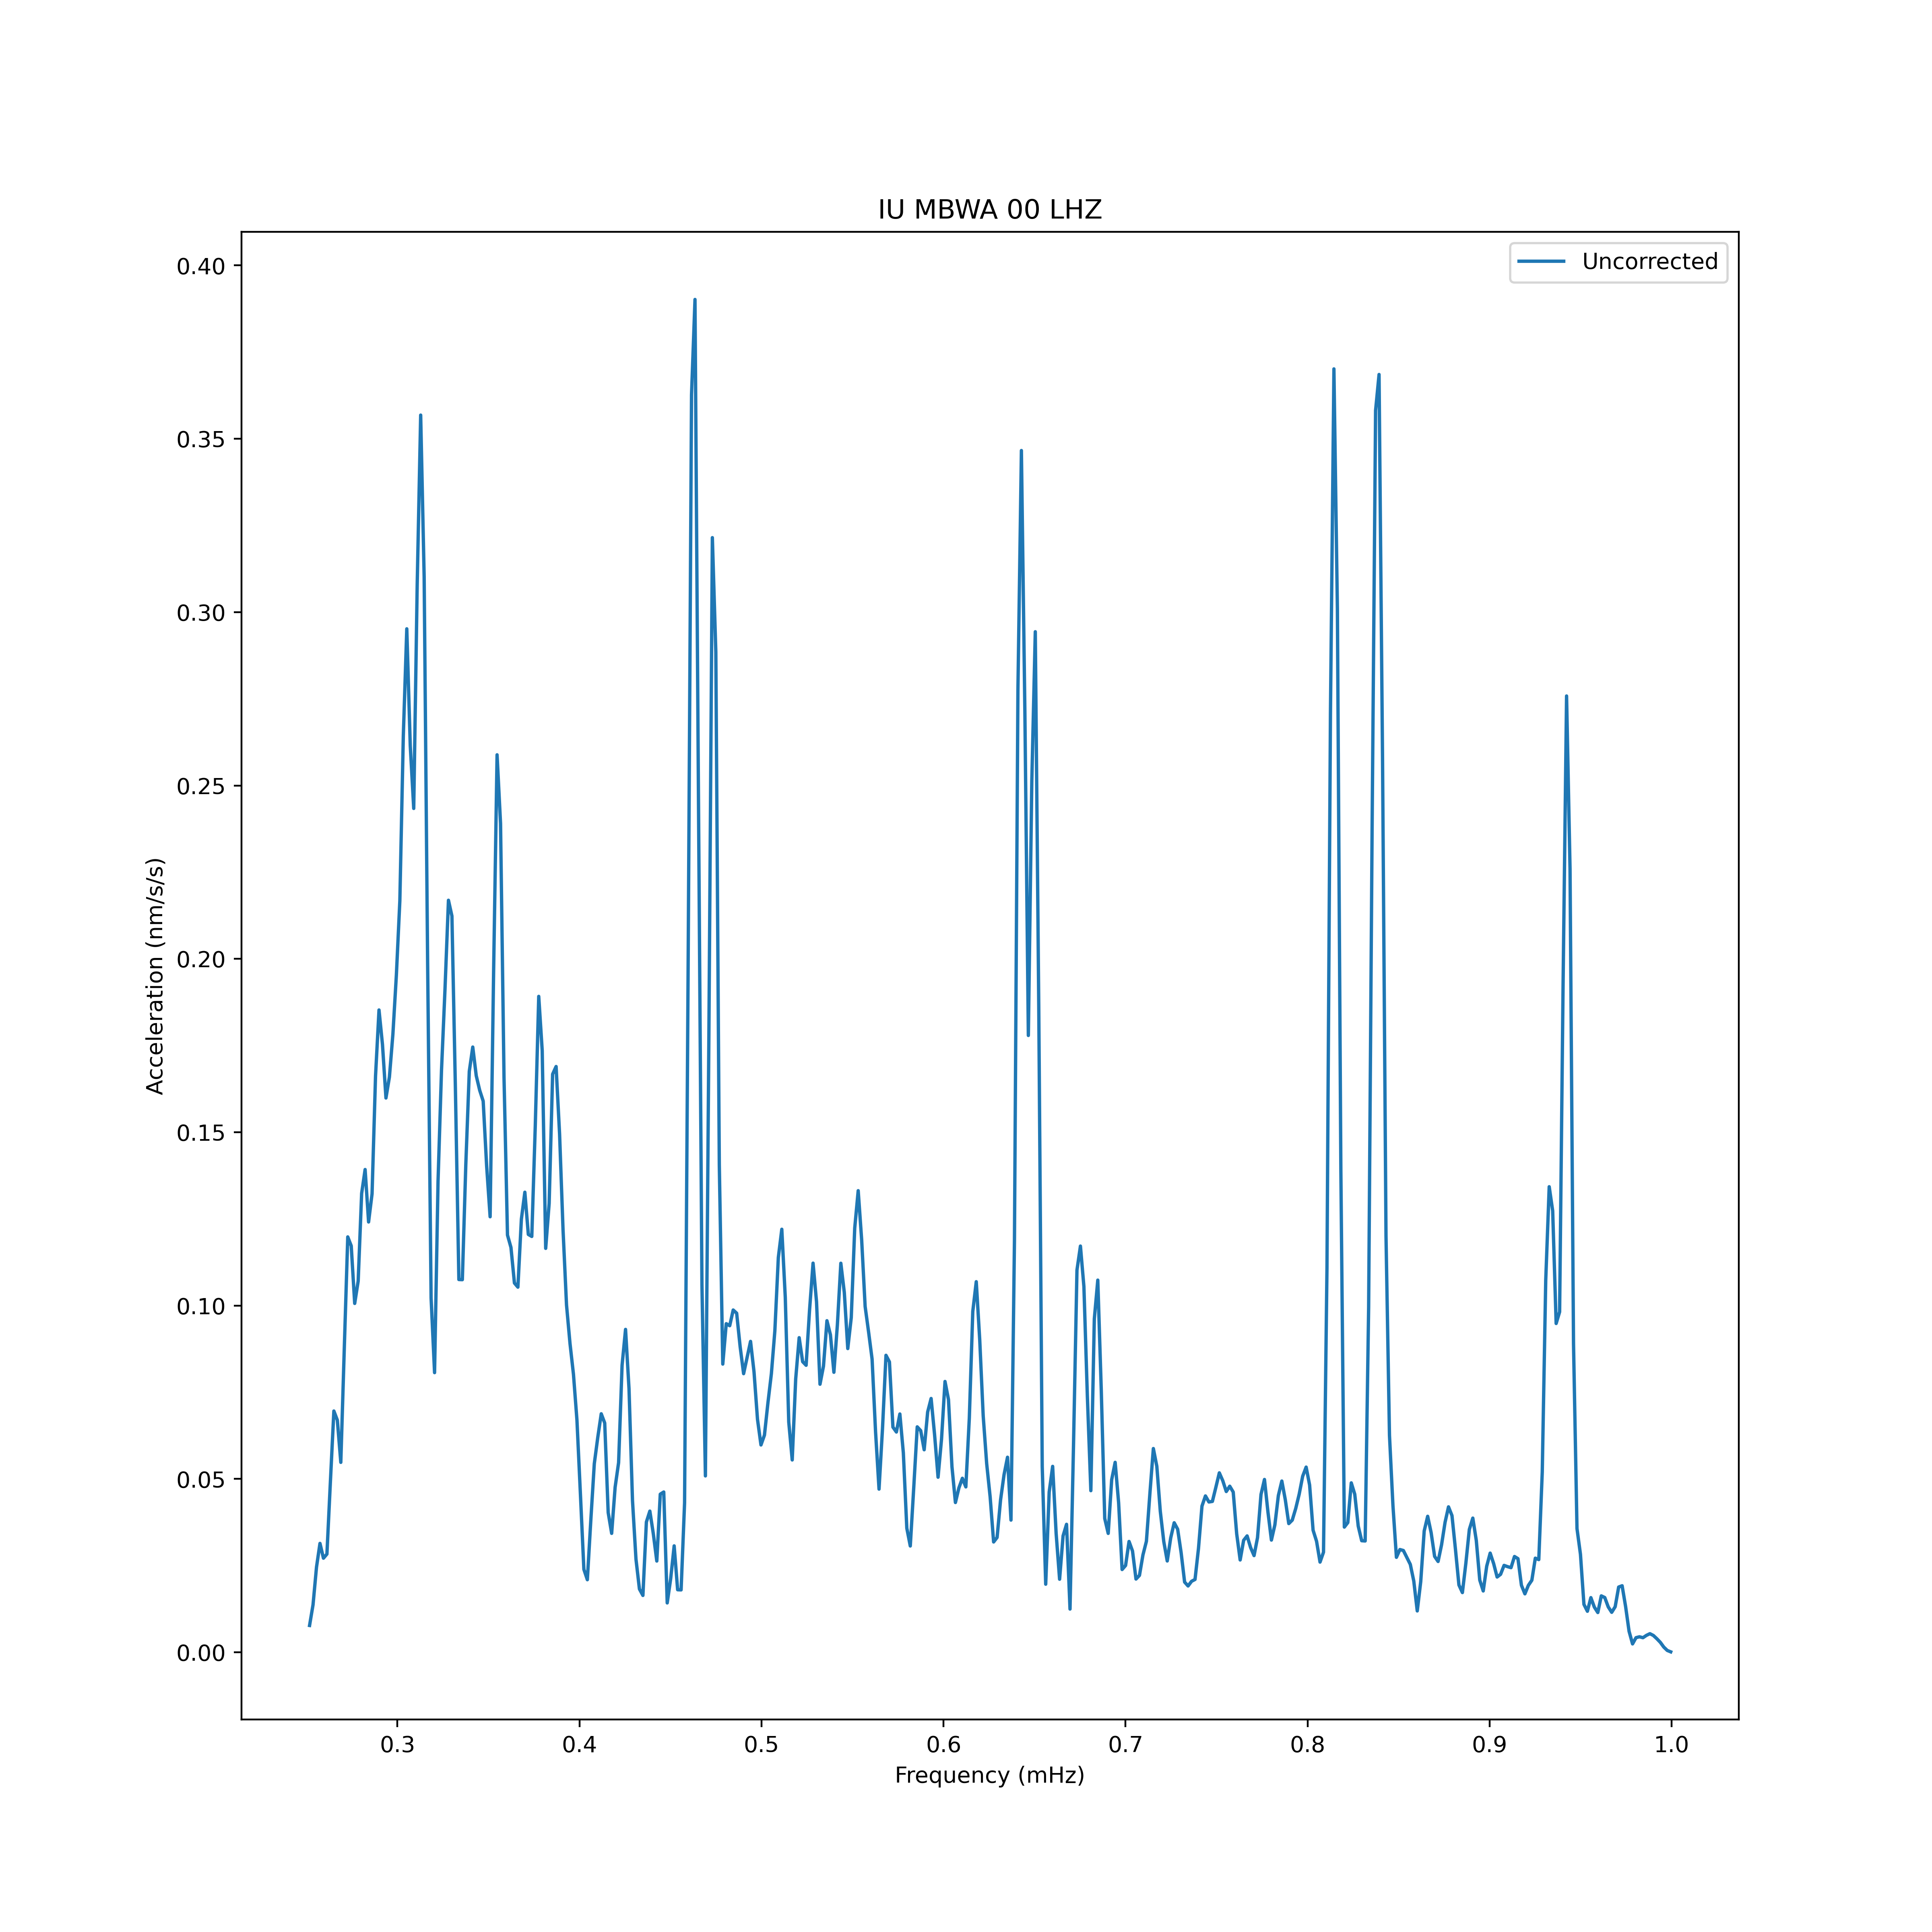 IU MBWA 00 LHZ
Uncorrected
0.40
0.35
0.30
0.25
0.20
0.15
0.10
0.05
0.00
Acceleration (nm/s/s)
0.3 0.4 0.5 0.6 0.7 0.8 0.9 1.0
Frequency (mHz)